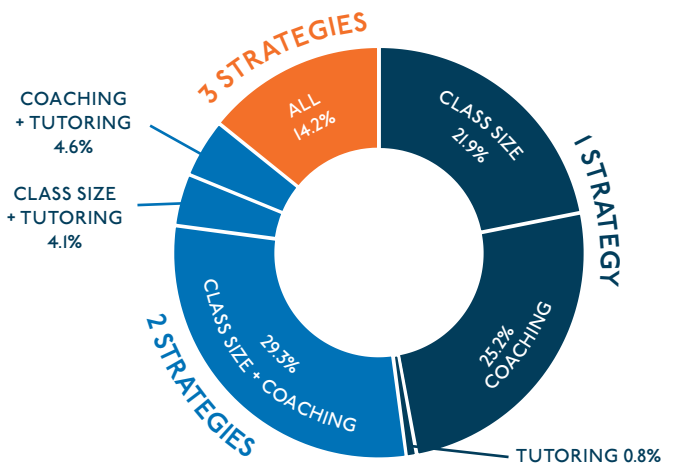 3 STRATEGIES
ALL
14.2%
CLASS SIZE
21.9%
1 STRATEGY
25.2%
COACHING
TUTORING 0.8%
29.3%
CLASS SIZE + COACHING
2 STRATEGIES
CLASS SIZE
+ TUTORING
4.1%
COACHING
+ TUTORING
4.6%